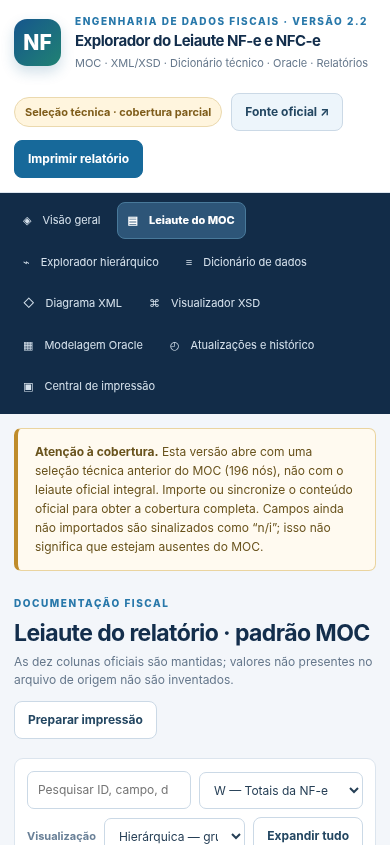 NF
ENGENHARIA DE DADOS FISCAIS · VERSÃO 2.2
Explorador do Leiaute NF-e e NFC-e
MOC · XML/XSD · Dicionário técnico · Oracle · Relatórios
Seleção técnica · cobertura parcial
Fonte oficial ↗
Imprimir relatório
Visão geral
Leiaute do MOC
Explorador hierárquico
Dicionário de dados
Diagrama XML
Visualizador XSD
Modelagem Oracle
Atualizações e histórico
Central de impressão
Atenção à cobertura. Esta versão abre com uma
seleção técnica anterior do MOC (196 nós), não com o
leiaute oficial integral. Importe ou sincronize o conteúdo
oficial para obter a cobertura completa. Campos ainda
não importados são sinalizados como “n/i”; isso não
significa que estejam ausentes do MOC.
DOCUMENTAÇÃO FISCAL
Leiaute do relatório · padrão MOC
As dez colunas oficiais são mantidas; valores não presentes no
arquivo de origem não são inventados.
Preparar impressão
Pesquisar ID, campo, d
W — Totais da NF-e
Visualização
Hierárquica — gru
Expandir tudo